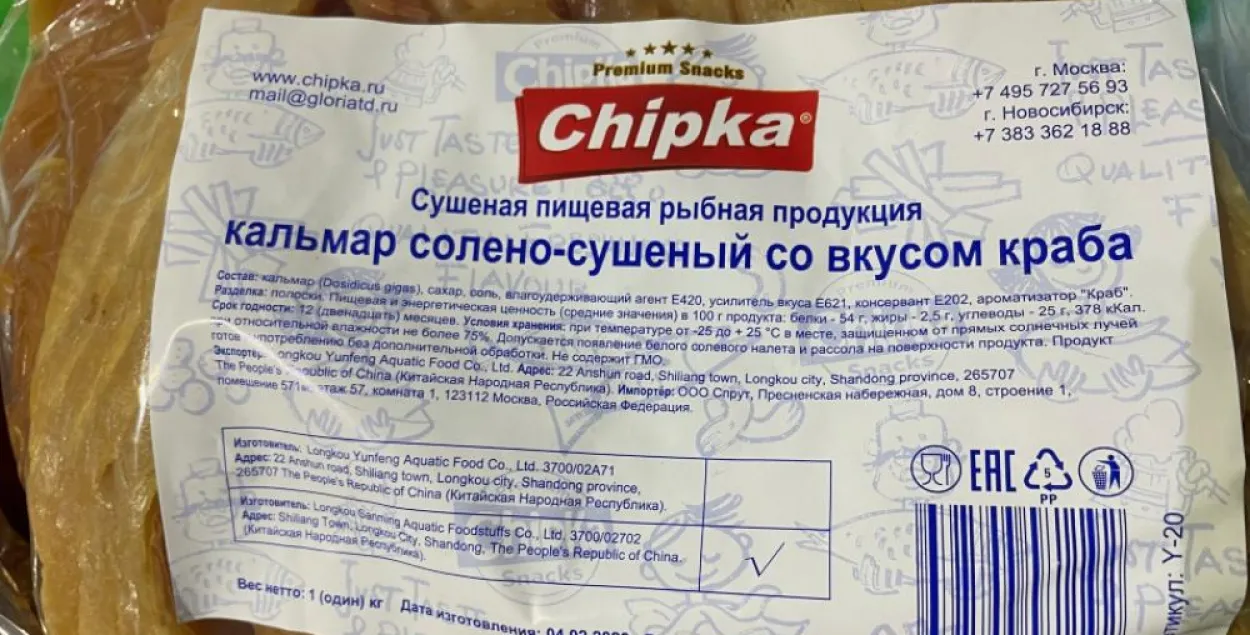 www.chipka.ru
mail@gloriatd.ru
Premium Snacks
Chipka®
г. Москва:
+7 495 727 56 93
г. Новосибирск:
+7 383 362 18 88
Сушеная пищевая рыбная продукция
кальмар солено-сушеный со вкусом краба
Состав: кальмар (Dosidicus gigas), сахар, соль, влагоудерживающий агент Е420, усилитель вкуса Е621, консервант Е202, ароматизатор "Краб".
Разделка: полоски. Пищевая и энергетическая ценность (средние значения) в 100 г продукта: белки - 54 г, жиры - 2,5 г, углеводы - 25 г, 378 кКал.
Срок годности: 12 (двенадцать) месяцев. Условия хранения: при температуре от -25 до + 25 °С в месте, защищенном от прямых солнечных лучей
относительной влажности не более 75%. Допускается появление белого солевого налета и рассола на поверхности продукта. Продукт
употреблению без дополнительной обработки. Не содержит ГМО.
Экспортер: Longkou Yunfeng Aquatic Food Co., Ltd. Адрес: 22 Anshun road, Shiliang town, Longkou city, Shandong province, 265707
The People's Republic of China (Китайская Народная Республика). Импортёр: ООО Спрут, Пресненская набережная, дом 8, строение 1,
помещение 571м, этаж 57, комната 1, 123112 Москва, Российская Федерация.
Изготовитель: Longkou Yunfeng Aquatic Food Co., Ltd. 3700/02A71
Адрес: 22 Anshun road, Shiliang town, Longkou city, Shandong province,
265707 The People's Republic of China (Китайская Народная Республика).
Изготовитель: Longkou Sanming Aquatic Foodstuffs Co., Ltd. 3700/02702
Адрес: Shiliang Town, Longkou City, Shandong, The People's Republic of China.
(Китайская Народная Республика).
EAC
5
PP
Вес нетто: 1 (один) кг Дата изготовления: 04.02
Y-20